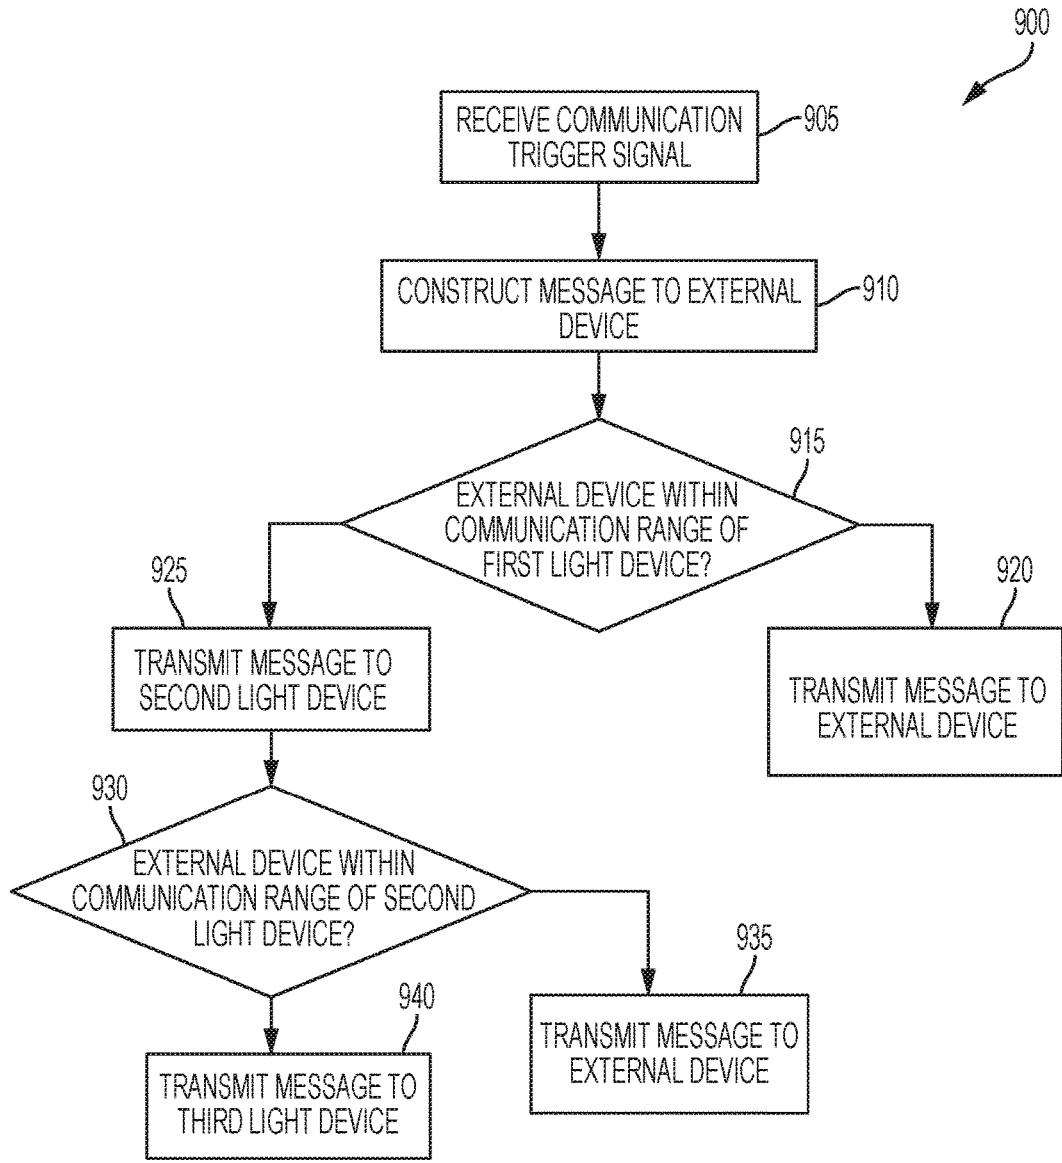 900
RECEIVE COMMUNICATION
TRIGGER SIGNAL
905
CONSTRUCT MESSAGE TO EXTERNAL
DEVICE
910
915
EXTERNAL DEVICE WITHIN
COMMUNICATION RANGE OF
FIRST LIGHT DEVICE?
925
TRANSMIT MESSAGE TO
SECOND LIGHT DEVICE
920
TRANSMIT MESSAGE TO
EXTERNAL DEVICE
930
EXTERNAL DEVICE WITHIN
COMMUNICATION RANGE OF SECOND
LIGHT DEVICE?
935
TRANSMIT MESSAGE TO
EXTERNAL DEVICE
940
TRANSMIT MESSAGE TO
THIRD LIGHT DEVICE